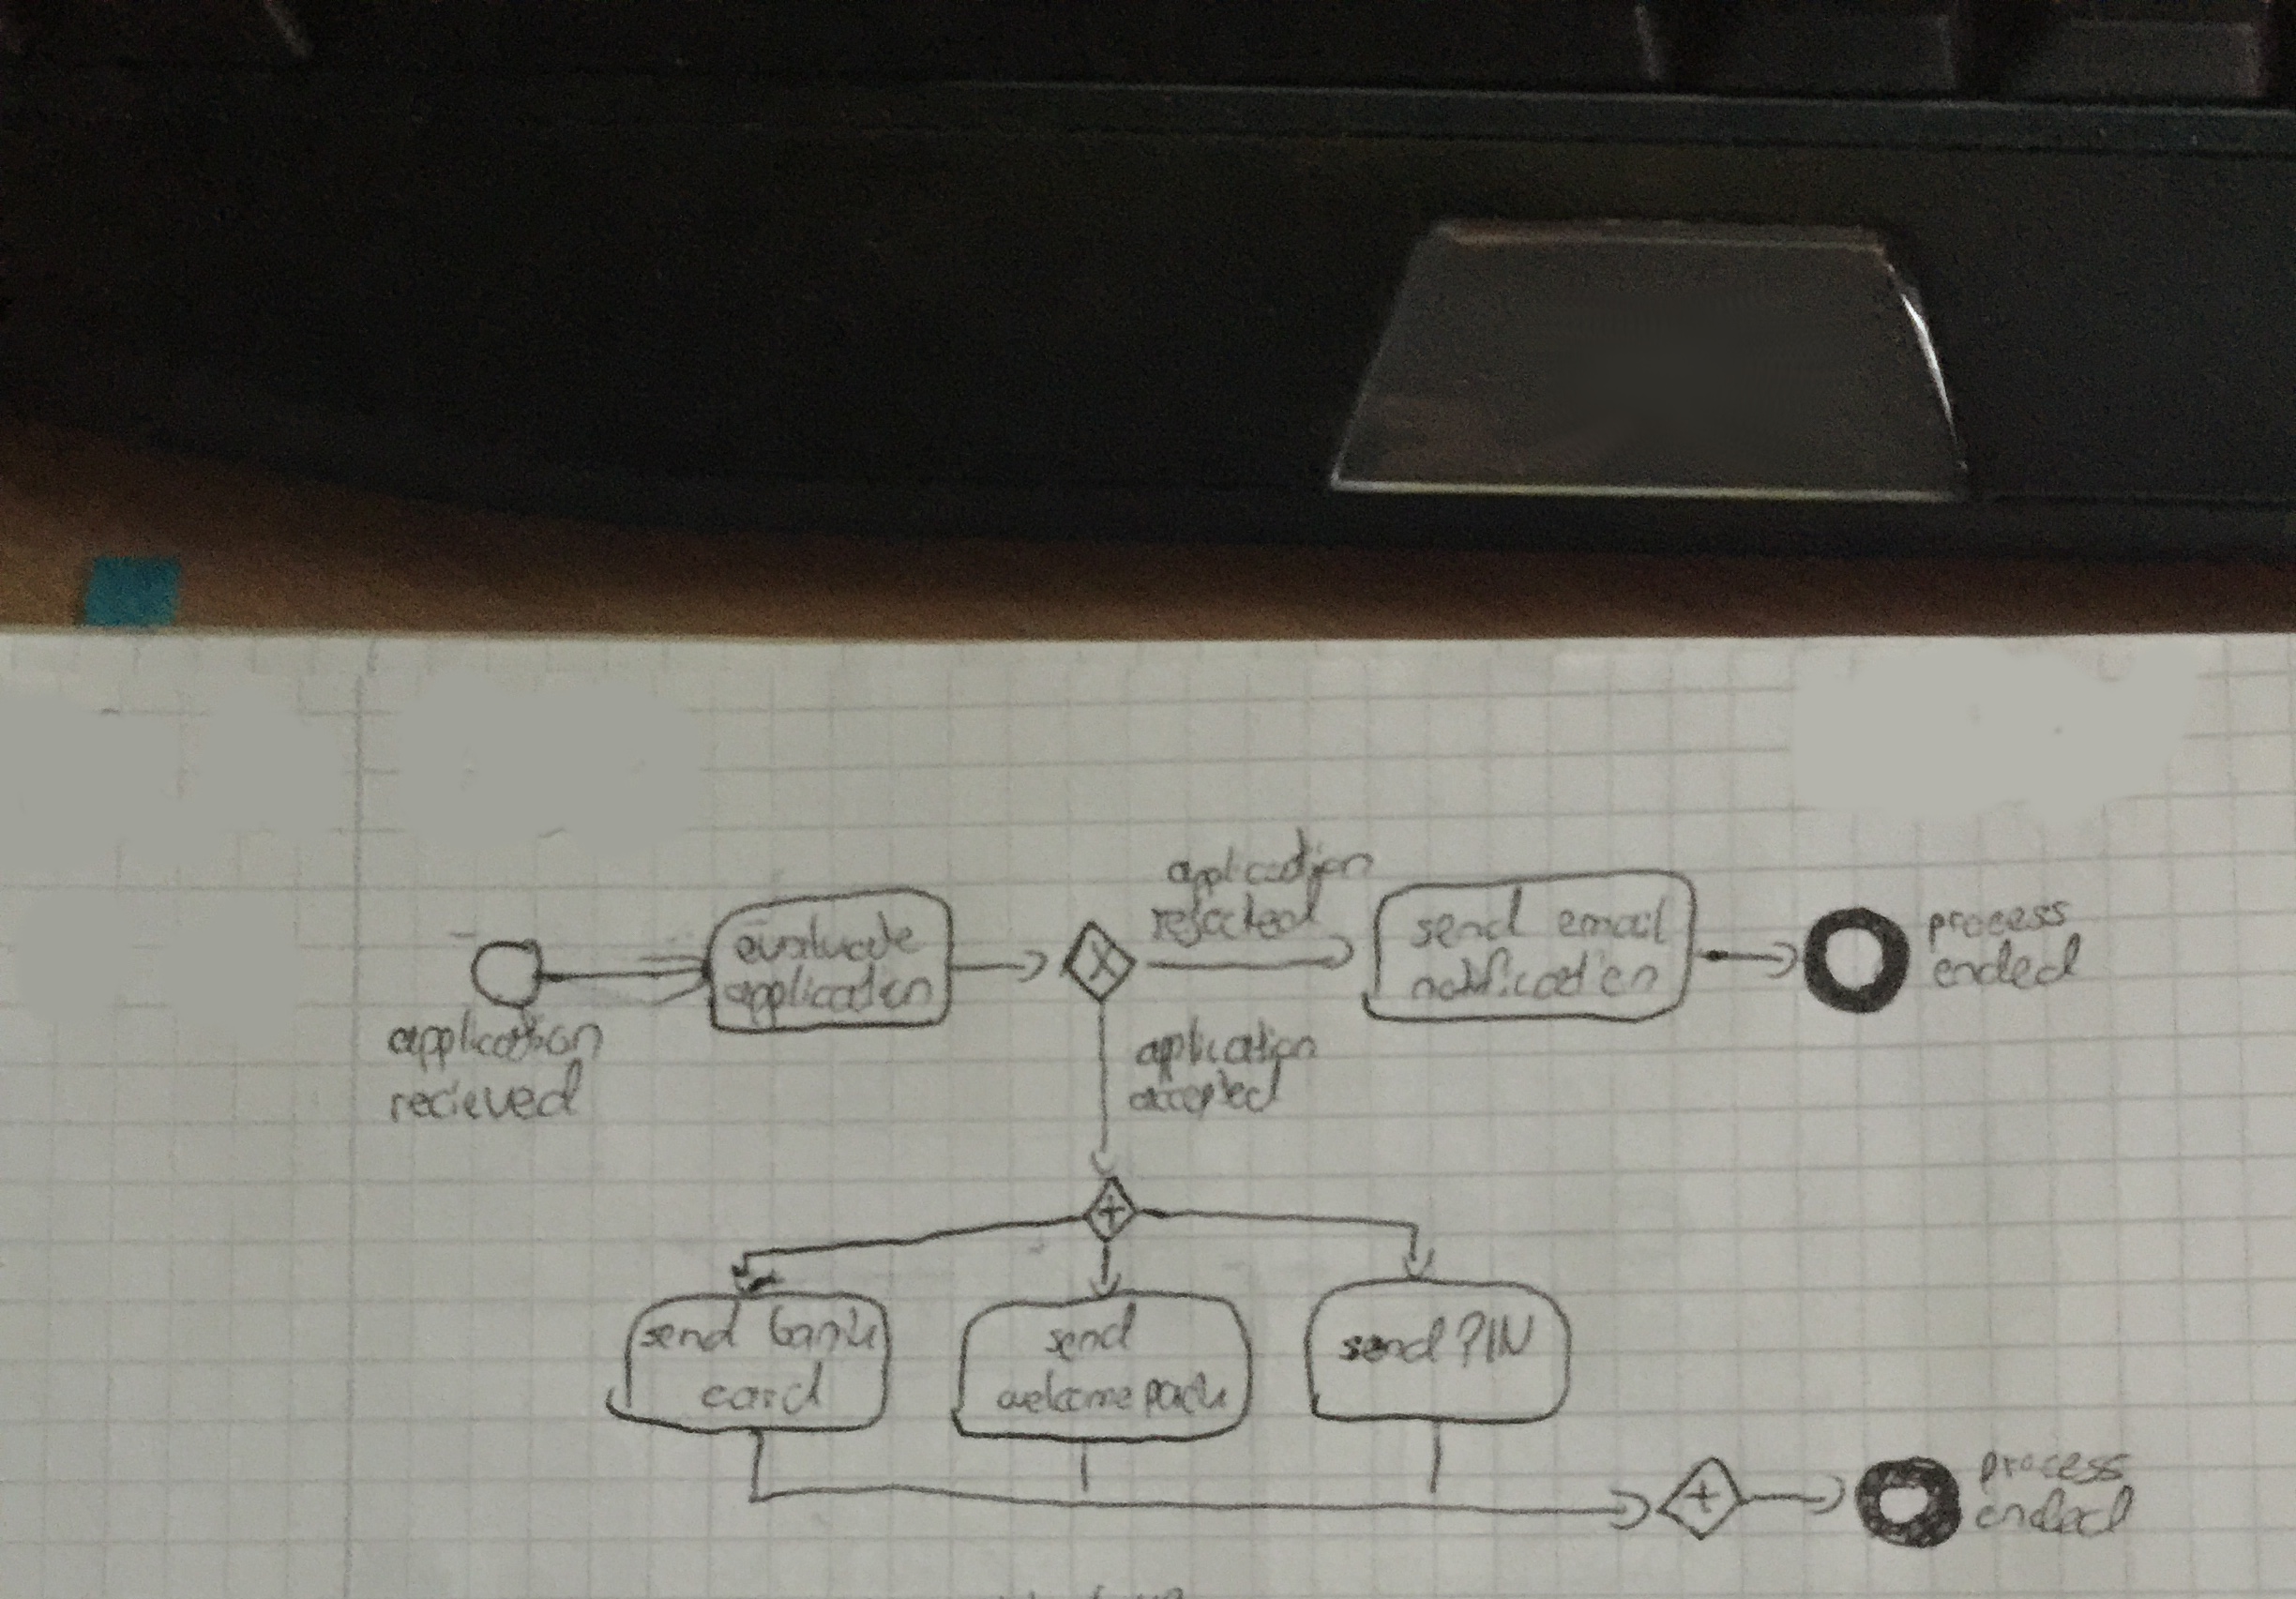 application
rejected
evaluate
application
send email
notification
process
ended
application
recieved
application
accepted
send bank
card
send
welcome pack
send PIN
process
ended